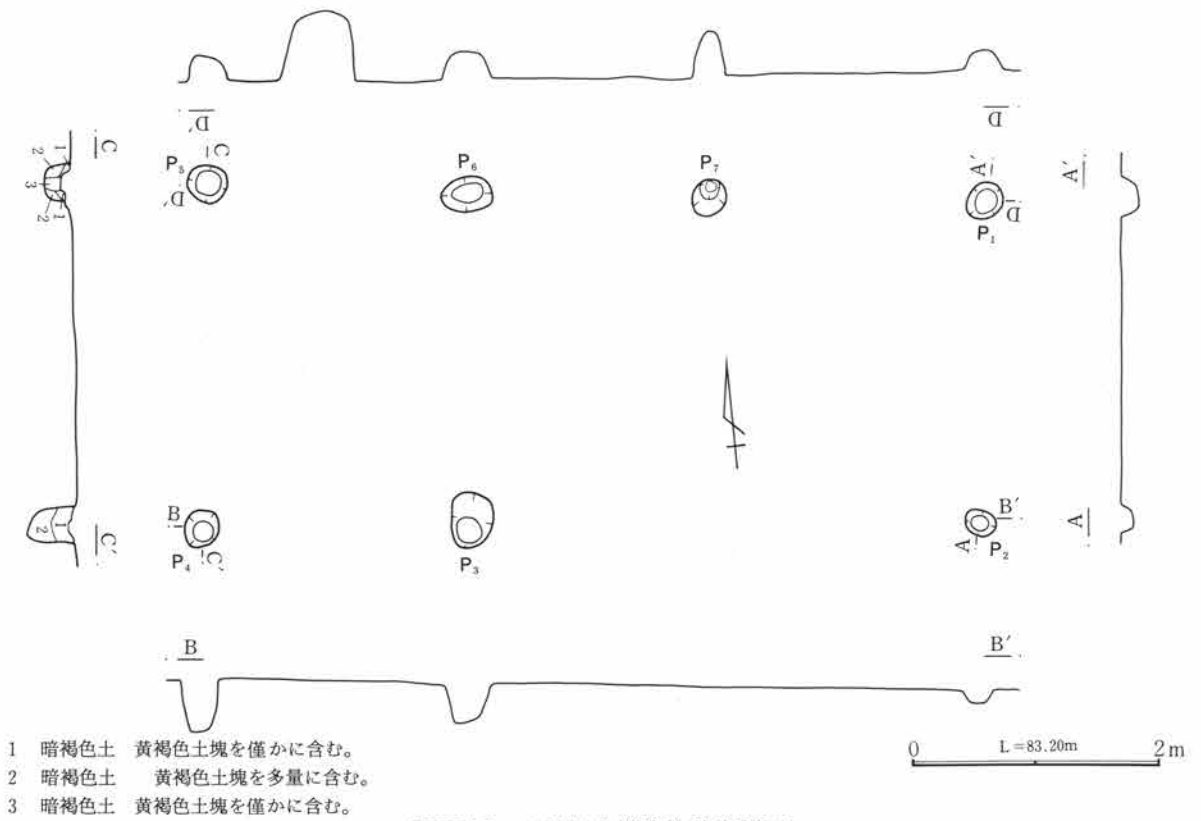 D′
D
C
C
A′
A′
1
2
3
2
1
P₅
D′
P₆
P₇
D
P₁
B
P₄
C′
P₃
A
B′
P₂
A
1
2
C′
B
B′
1 暗褐色土 黄褐色土塊を僅かに含む。
2 暗褐色土 黄褐色土塊を多量に含む。
3 暗褐色土 黄褐色土塊を僅かに含む。
0 L=83.20m 2m